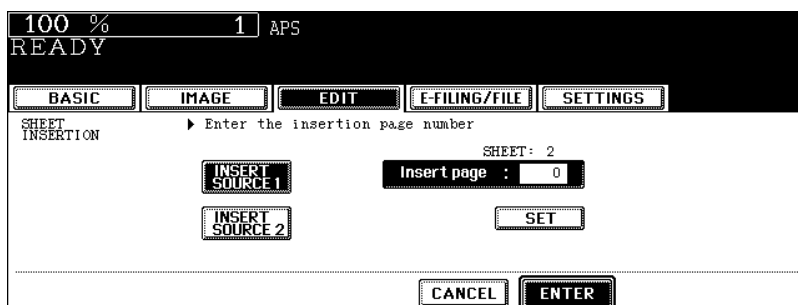 100 % 1 APS
READY
BASIC IMAGE EDIT E-FILING/FILE SETTINGS
SHEET INSERTION
▶ Enter the insertion page number
SHEET: 2
INSERT SOURCE 1
Insert page : 0
INSERT SOURCE 2
SET
CANCEL ENTER